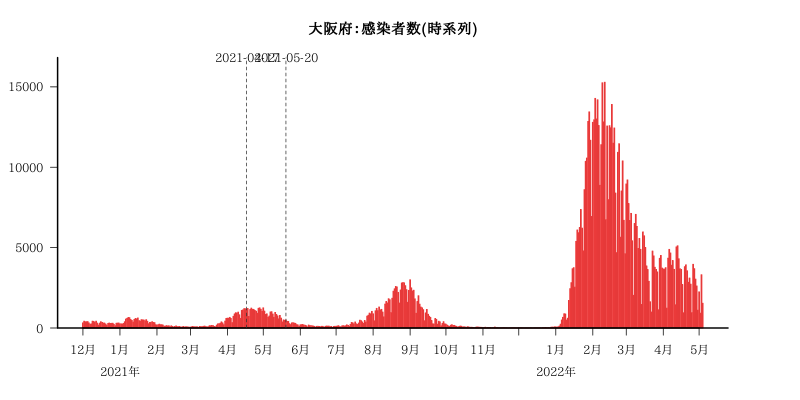 大阪府:感染者数(時系列)
2021-04-17 2021-05-20
15000
10000
5000
0
12月 1月 2月 3月 4月 5月 6月 7月 8月 9月 10月 11月 1月 2月 3月 4月 5月
2021年 2022年